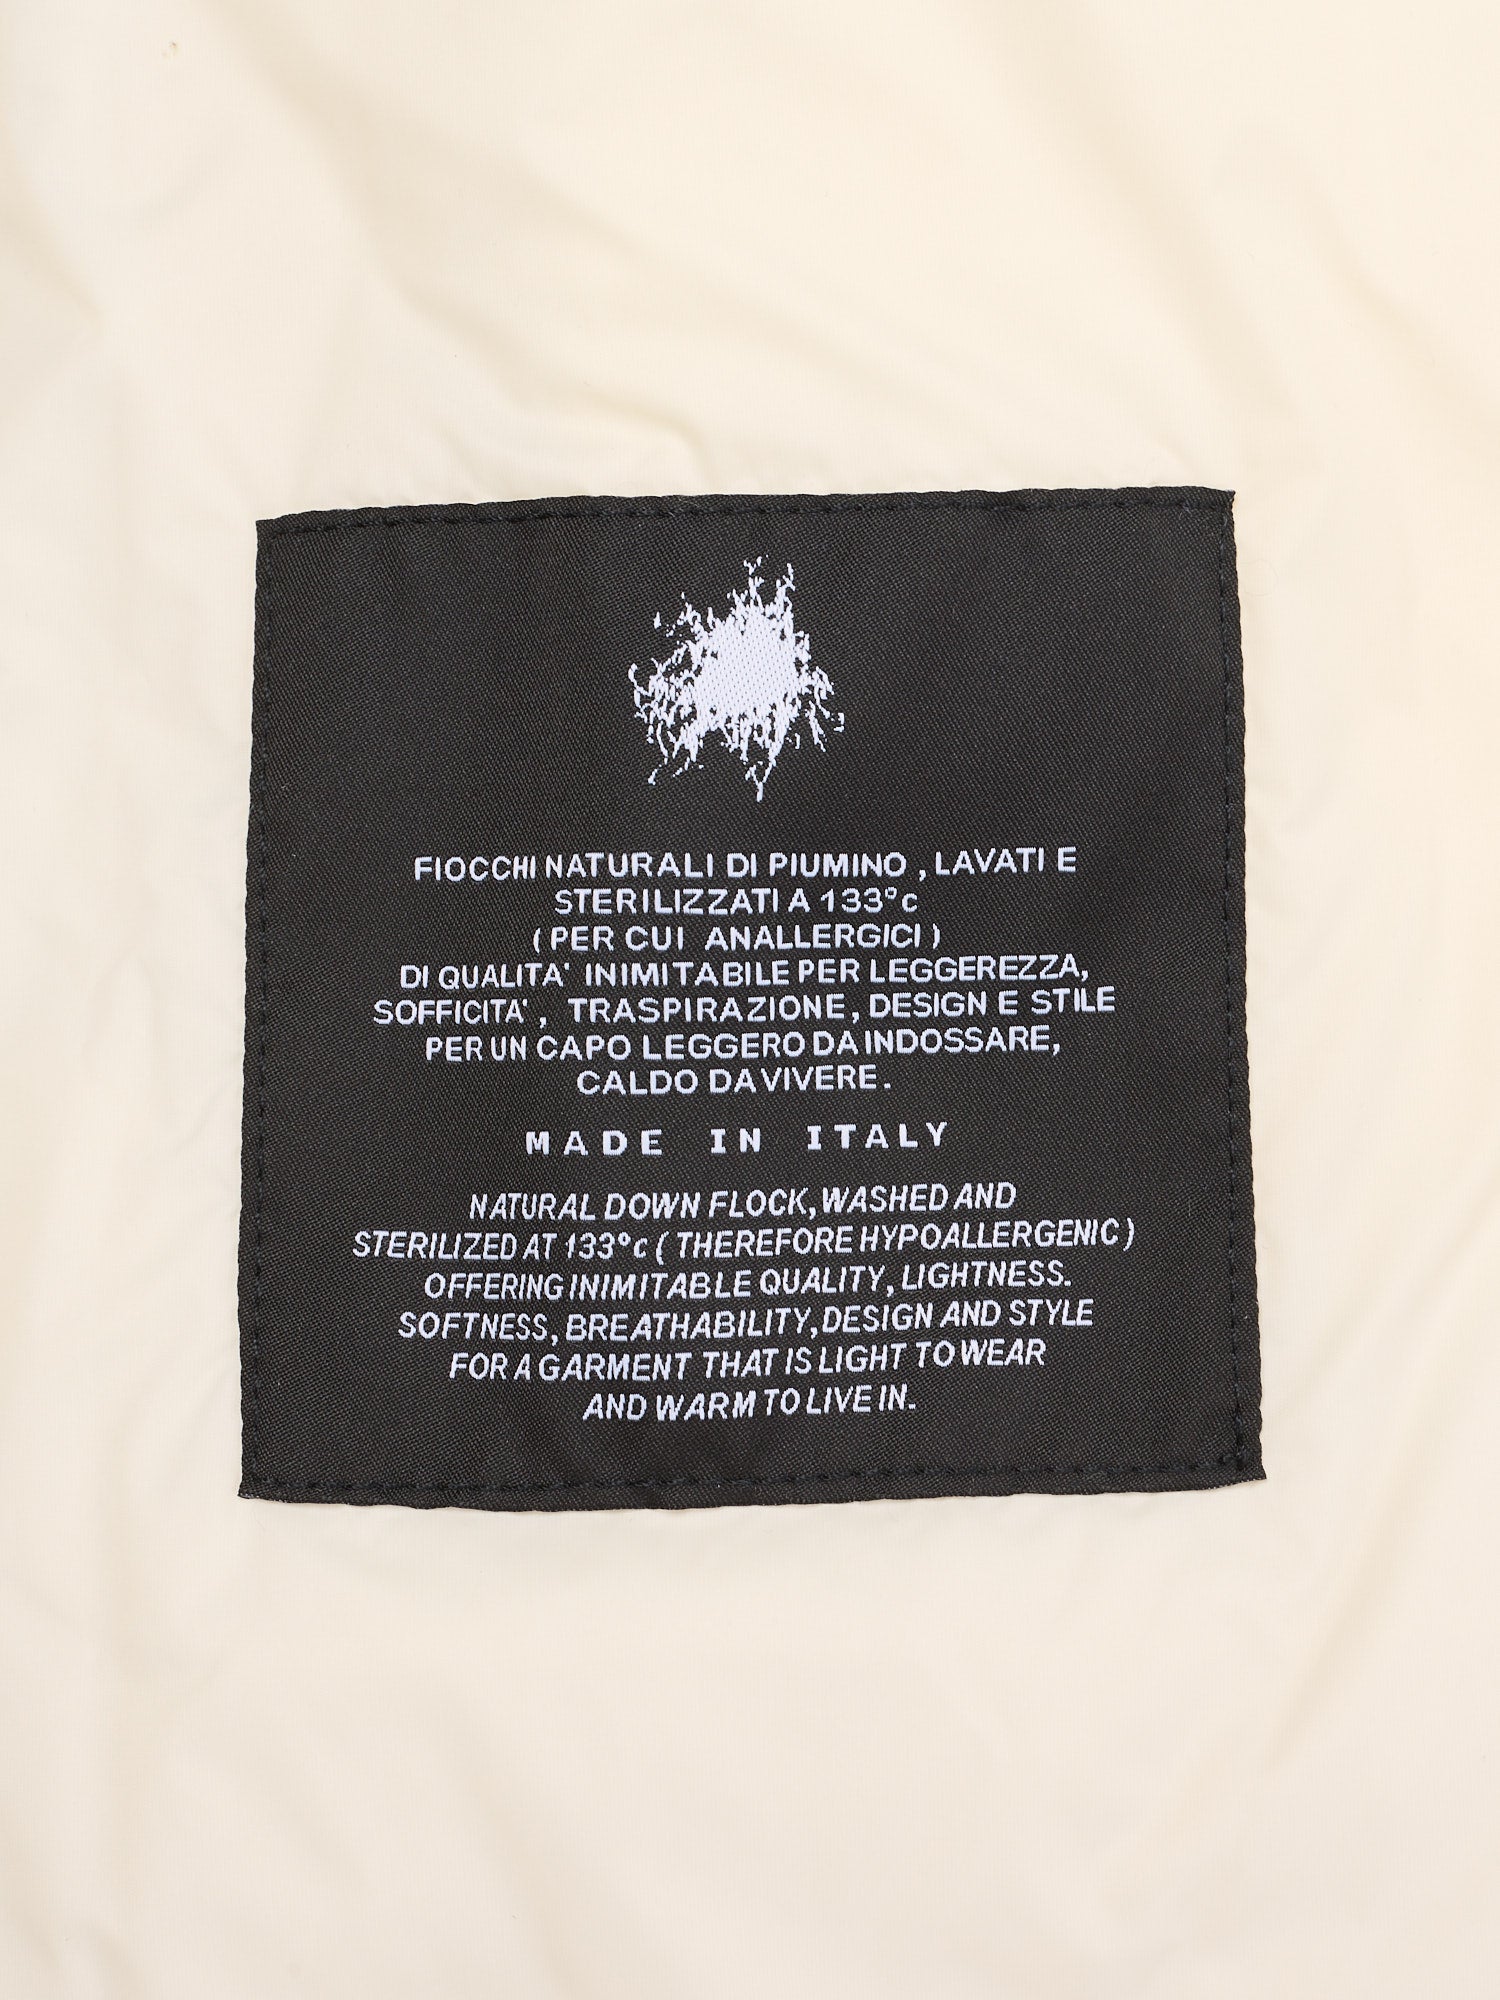 FIOCCHI NATURALI DI PIUMINO , LAVATI E
STERILIZZATI A 133°c
( PER CUI ANALLERGICI )
DI QUALITA' INIMITABILE PER LEGGEREZZA,
SOFFICITA' , TRASPIRAZIONE, DESIGN E STILE
PER UN CAPO LEGGERO DA INDOSSARE,
CALDO DA VIVERE.
MADE IN ITALY
NATURAL DOWN FLOCK, WASHED AND
STERILIZED AT 133°c ( THEREFORE HYPOALLERGENIC )
OFFERING INIMITABLE QUALITY, LIGHTNESS.
SOFTNESS, BREATHABILITY, DESIGN AND STYLE
FOR A GARMENT THAT IS LIGHT TO WEAR
AND WARM TO LIVE IN.